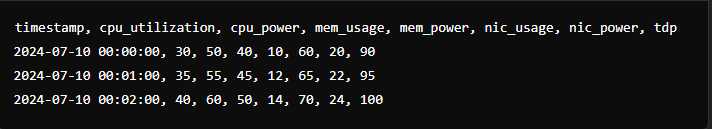 timestamp, cpu_utilization, cpu_power, mem_usage, mem_power, nic_usage, nic_power, tdp
2024-07-10 00:00:00, 30, 50, 40, 10, 60, 20, 90
2024-07-10 00:01:00, 35, 55, 45, 12, 65, 22, 95
2024-07-10 00:02:00, 40, 60, 50, 14, 70, 24, 100